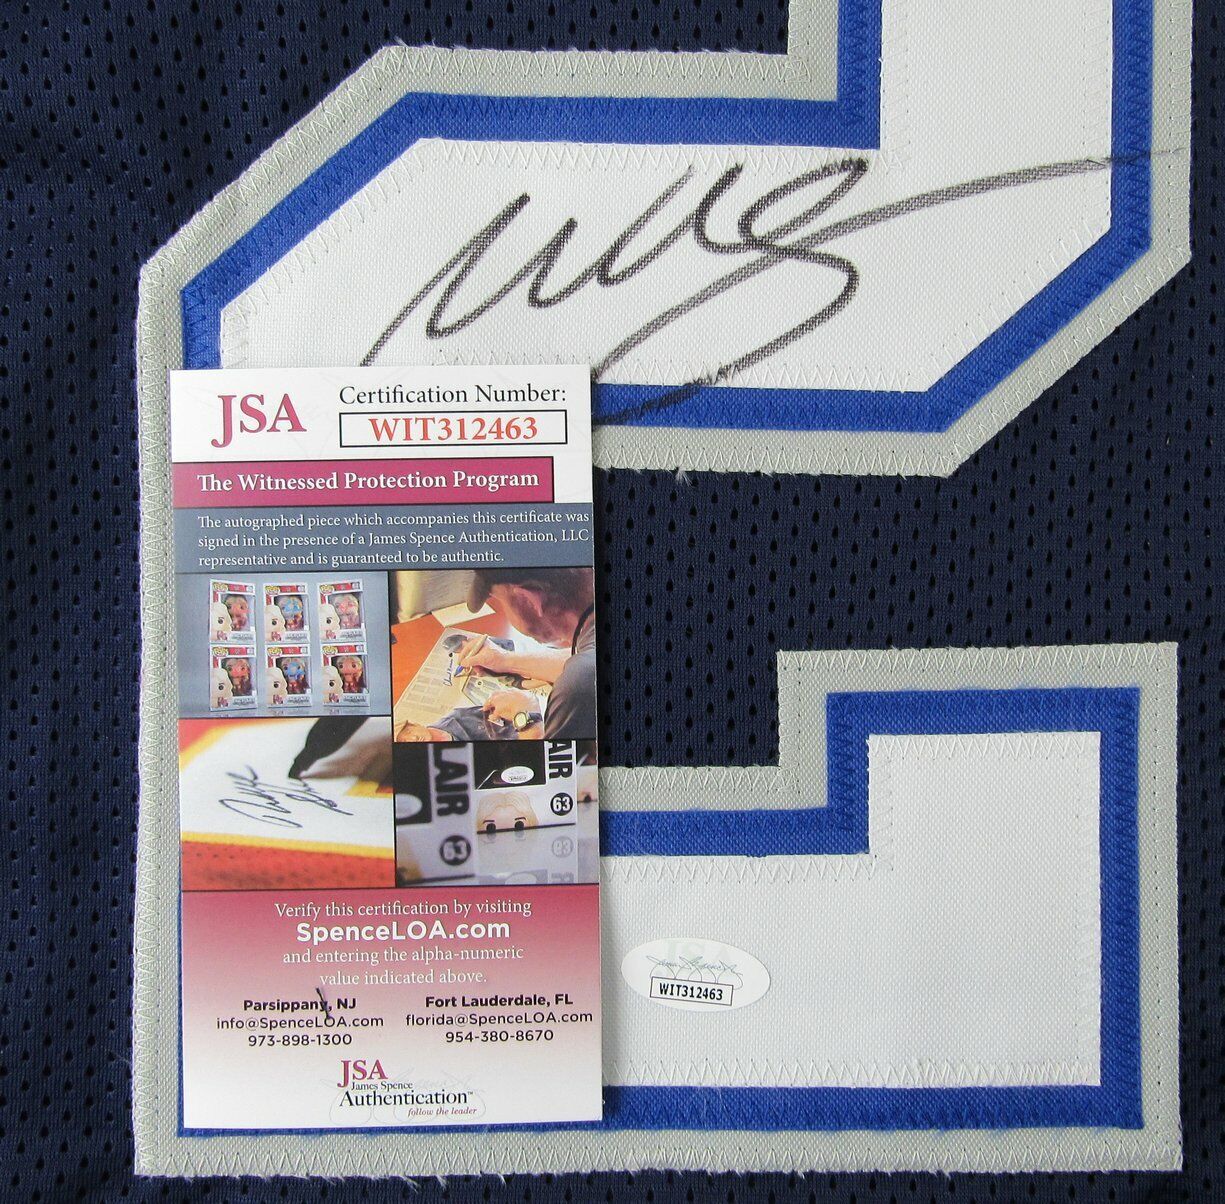 JSA
Certification Number:
WIT312463
The Witnessed Protection Program
The autographed piece which accompanies this certificate was
signed in the presence of a James Spence Authentication, LLC
representative and is guaranteed to be authentic.
LAIR 63
AIR 63
Verify this certification by visiting
SpenceLOA.com
and entering the alpha-numeric
value indicated above.
Parsippany, NJ
info@SpenceLOA.com
973-898-1300
Fort Lauderdale, FL
florida@SpenceLOA.com
954-380-8670
JSA
James Spence
Authentication™
follow the leader
JSA
WIT312463